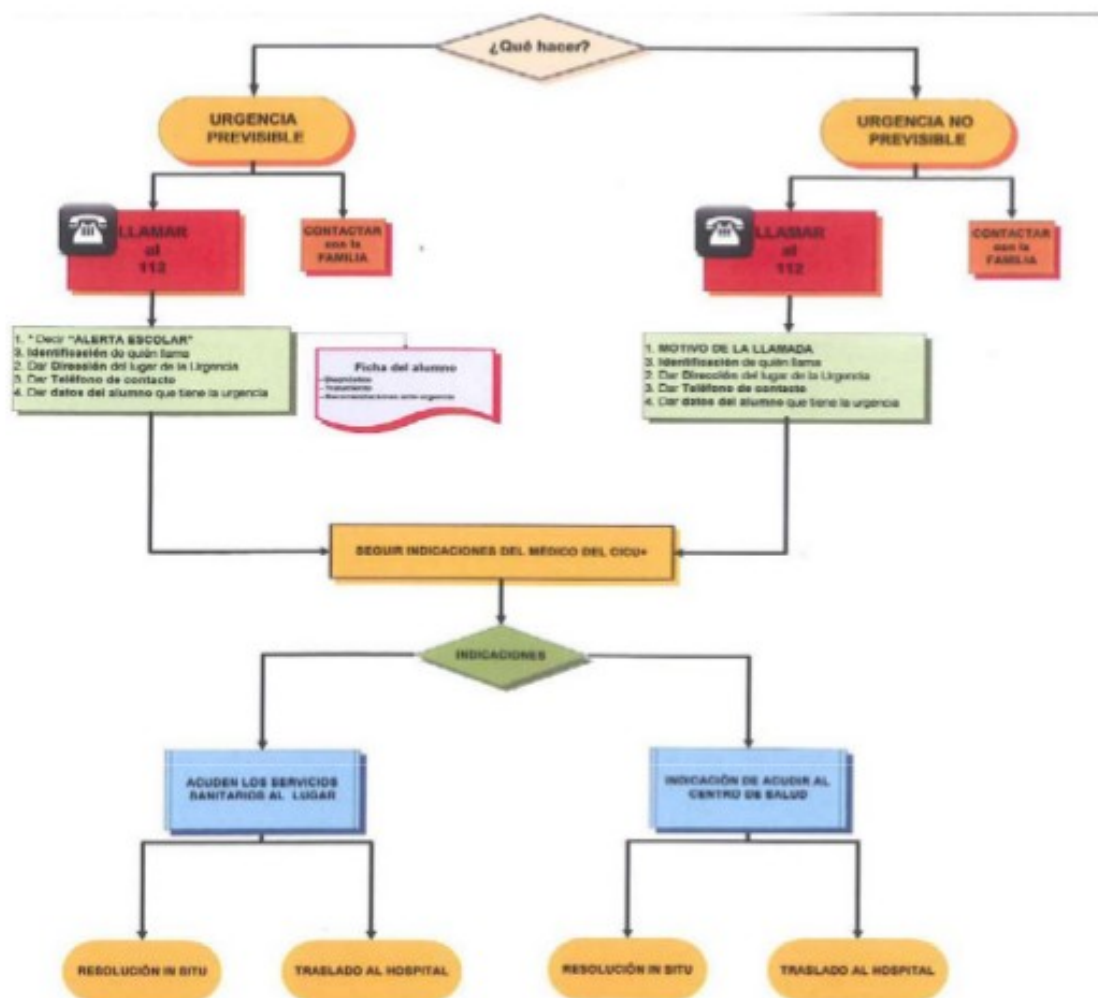 ¿Qué hacer?
URGENCIA
PREVISIBLE
URGENCIA NO
PREVISIBLE
LLAMAR
al
112
CONTACTAR
con la
FAMILIA
LLAMAR
al
112
CONTACTAR
con la
FAMILIA
1. * Decir "ALERTA ESCOLAR"
3. Identificación de quién llama
2. Dar Dirección del lugar de la Urgencia
3. Dar Teléfono de contacto
4. Dar datos del alumno que tiene la urgencia
Ficha del alumno
- Diagnóstico
- Tratamiento
- Recomendaciones ante urgencia
1. MOTIVO DE LA LLAMADA
3. Identificación de quién llama
2. Dar Dirección del lugar de la Urgencia
3. Dar Teléfono de contacto
4. Dar datos del alumno que tiene la urgencia
SEGUIR INDICACIONES DEL MÉDICO DEL CICU+
INDICACIONES
ACUDEN LOS SERVICIOS
SANITARIOS AL LUGAR
INDICACIÓN DE ACUDIR AL
CENTRO DE SALUD
RESOLUCIÓN IN SITU
TRASLADO AL HOSPITAL
RESOLUCIÓN IN SITU
TRASLADO AL HOSPITAL